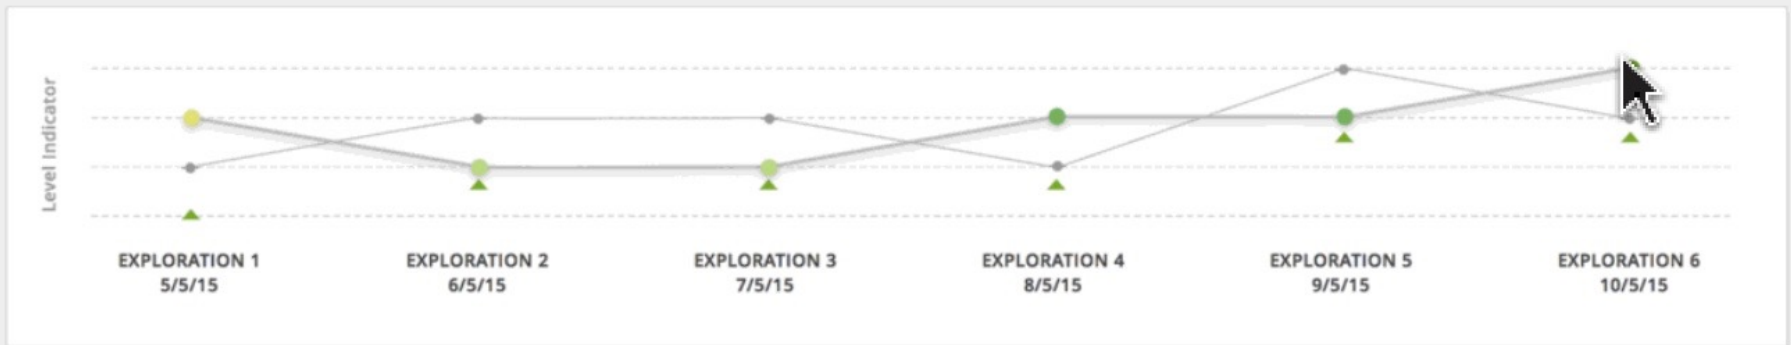 Level Indicator
EXPLORATION 1
5/5/15
EXPLORATION 2
6/5/15
EXPLORATION 3
7/5/15
EXPLORATION 4
8/5/15
EXPLORATION 5
9/5/15
EXPLORATION 6
10/5/15